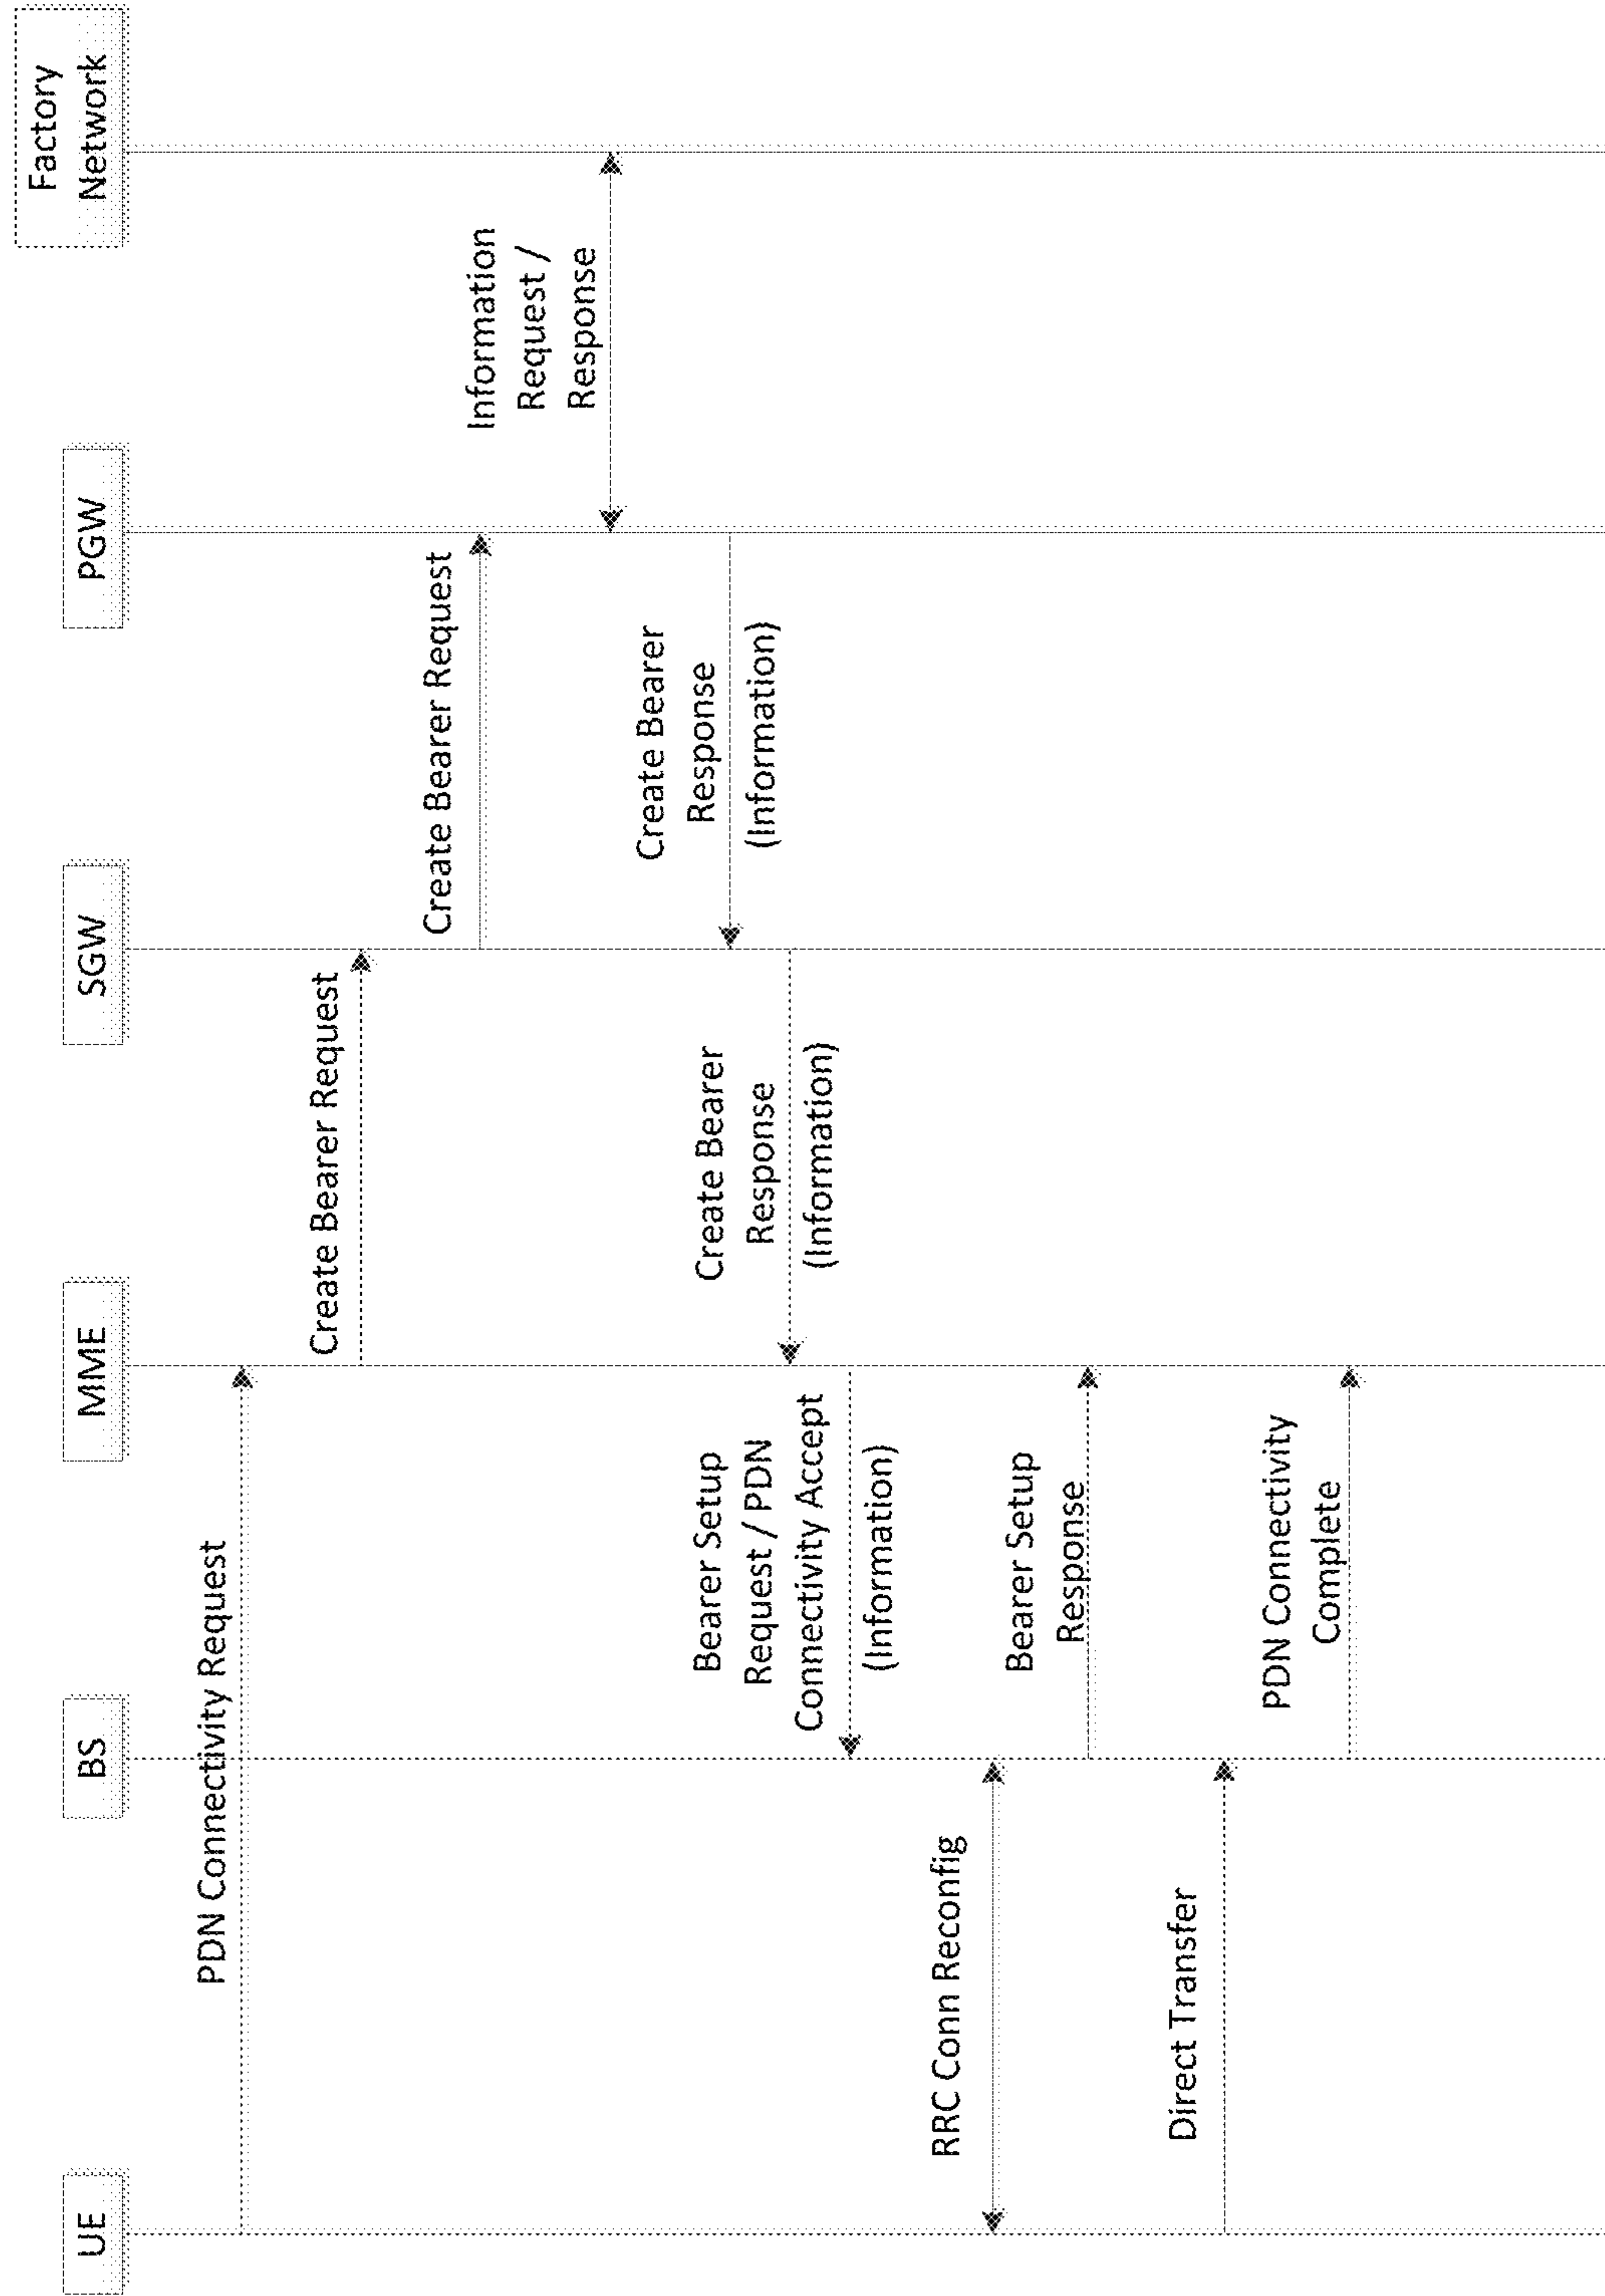 UE
BS
MME
SGW
PGW
Factory
Network
PDN Connectivity Request
Create Bearer Request
Create Bearer Request
Information
Request /
Response
Create Bearer
Response
(Information)
Create Bearer
Response
(Information)
Bearer Setup
Request / PDN
Connectivity Accept
(Information)
RRC Conn Reconfig
Bearer Setup
Response
Direct Transfer
PDN Connectivity
Complete